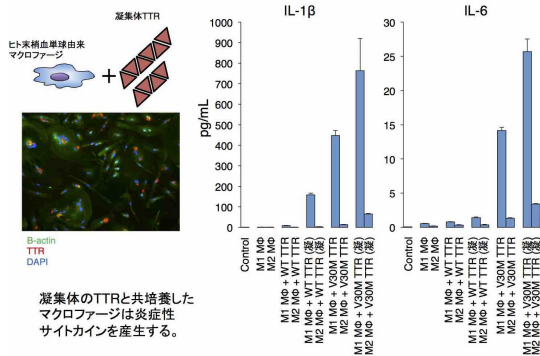 ヒト末梢血単球由来
マクロファージ
凝集体TTR
B-actin
TTR
DAPI
凝集体のTTRと共培養した
マクロファージは炎症性
サイトカインを産生する。
IL-1β
pg/mL
1000
900
800
700
600
500
400
300
200
100
0
Control
M1 MΦ
M2 MΦ
M1 MΦ + WT TTR
M2 MΦ + WT TTR
M1 MΦ + WT TTR (凝)
M2 MΦ + WT TTR (凝)
M1 MΦ + V30M TTR
M2 MΦ + V30M TTR
M1 MΦ + V30M TTR (凝)
M2 MΦ + V30M TTR (凝)
IL-6
30
25
20
15
10
5
0
Control
M1 MΦ
M2 MΦ
M1 MΦ + WT TTR
M2 MΦ + WT TTR
M1 MΦ + WT TTR (凝)
M2 MΦ + WT TTR (凝)
M1 MΦ + V30M TTR
M2 MΦ + V30M TTR
M1 MΦ + V30M TTR (凝)
M2 MΦ + V30M TTR (凝)